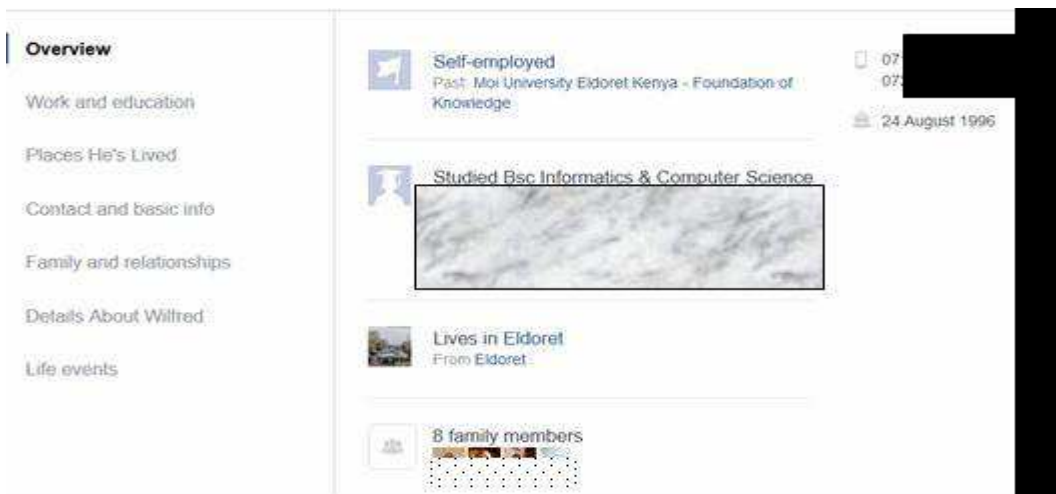 Overview
Work and education
Places He's Lived
Contact and basic info
Family and relationships
Details About Wilfred
Life events
Self-employed
Past: Moi University Eldoret Kenya - Foundation of
Knowledge
Studied Bsc Informatics & Computer Science
Lives in Eldoret
From Eldoret
8 family members
07
07
24 August 1996